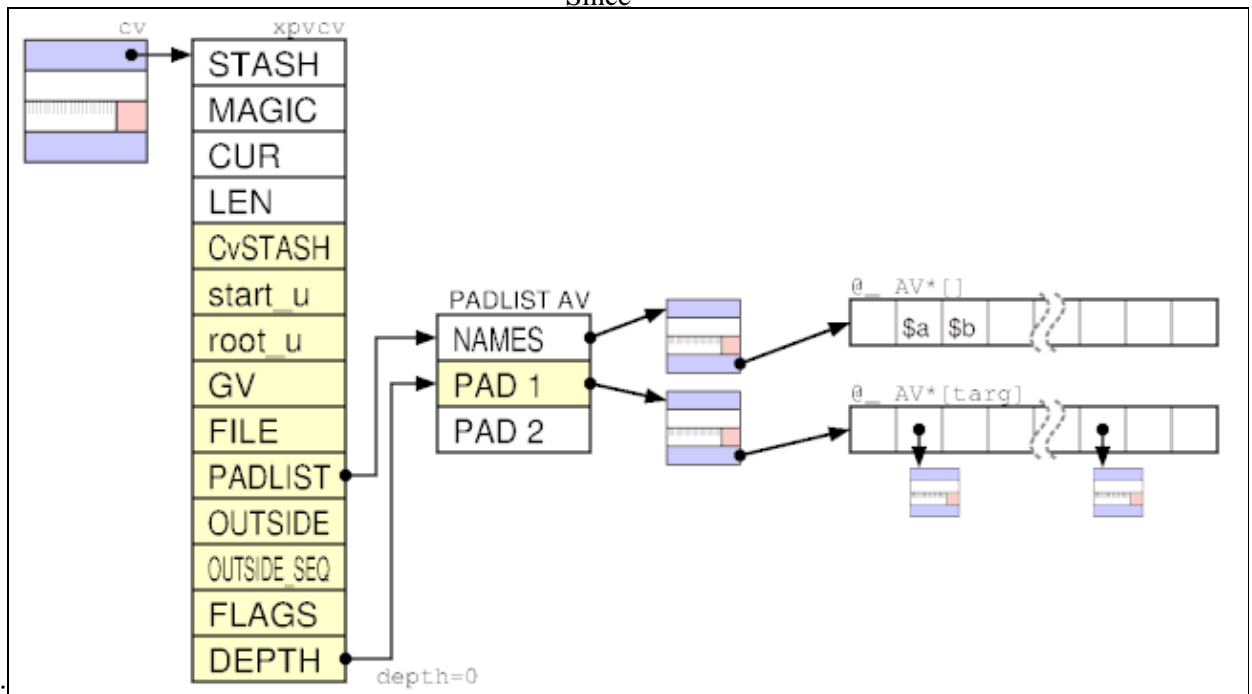 Since
cv
xpvcv
STASH
MAGIC
CUR
LEN
CvSTASH
start_u
root_u
GV
FILE
PADLIST
OUTSIDE
OUTSIDE_SEQ
FLAGS
DEPTH
depth=0
PADLIST AV
NAMES
PAD 1
PAD 2
@_ AV*[]
$a $b
@_ AV*[targ]
.